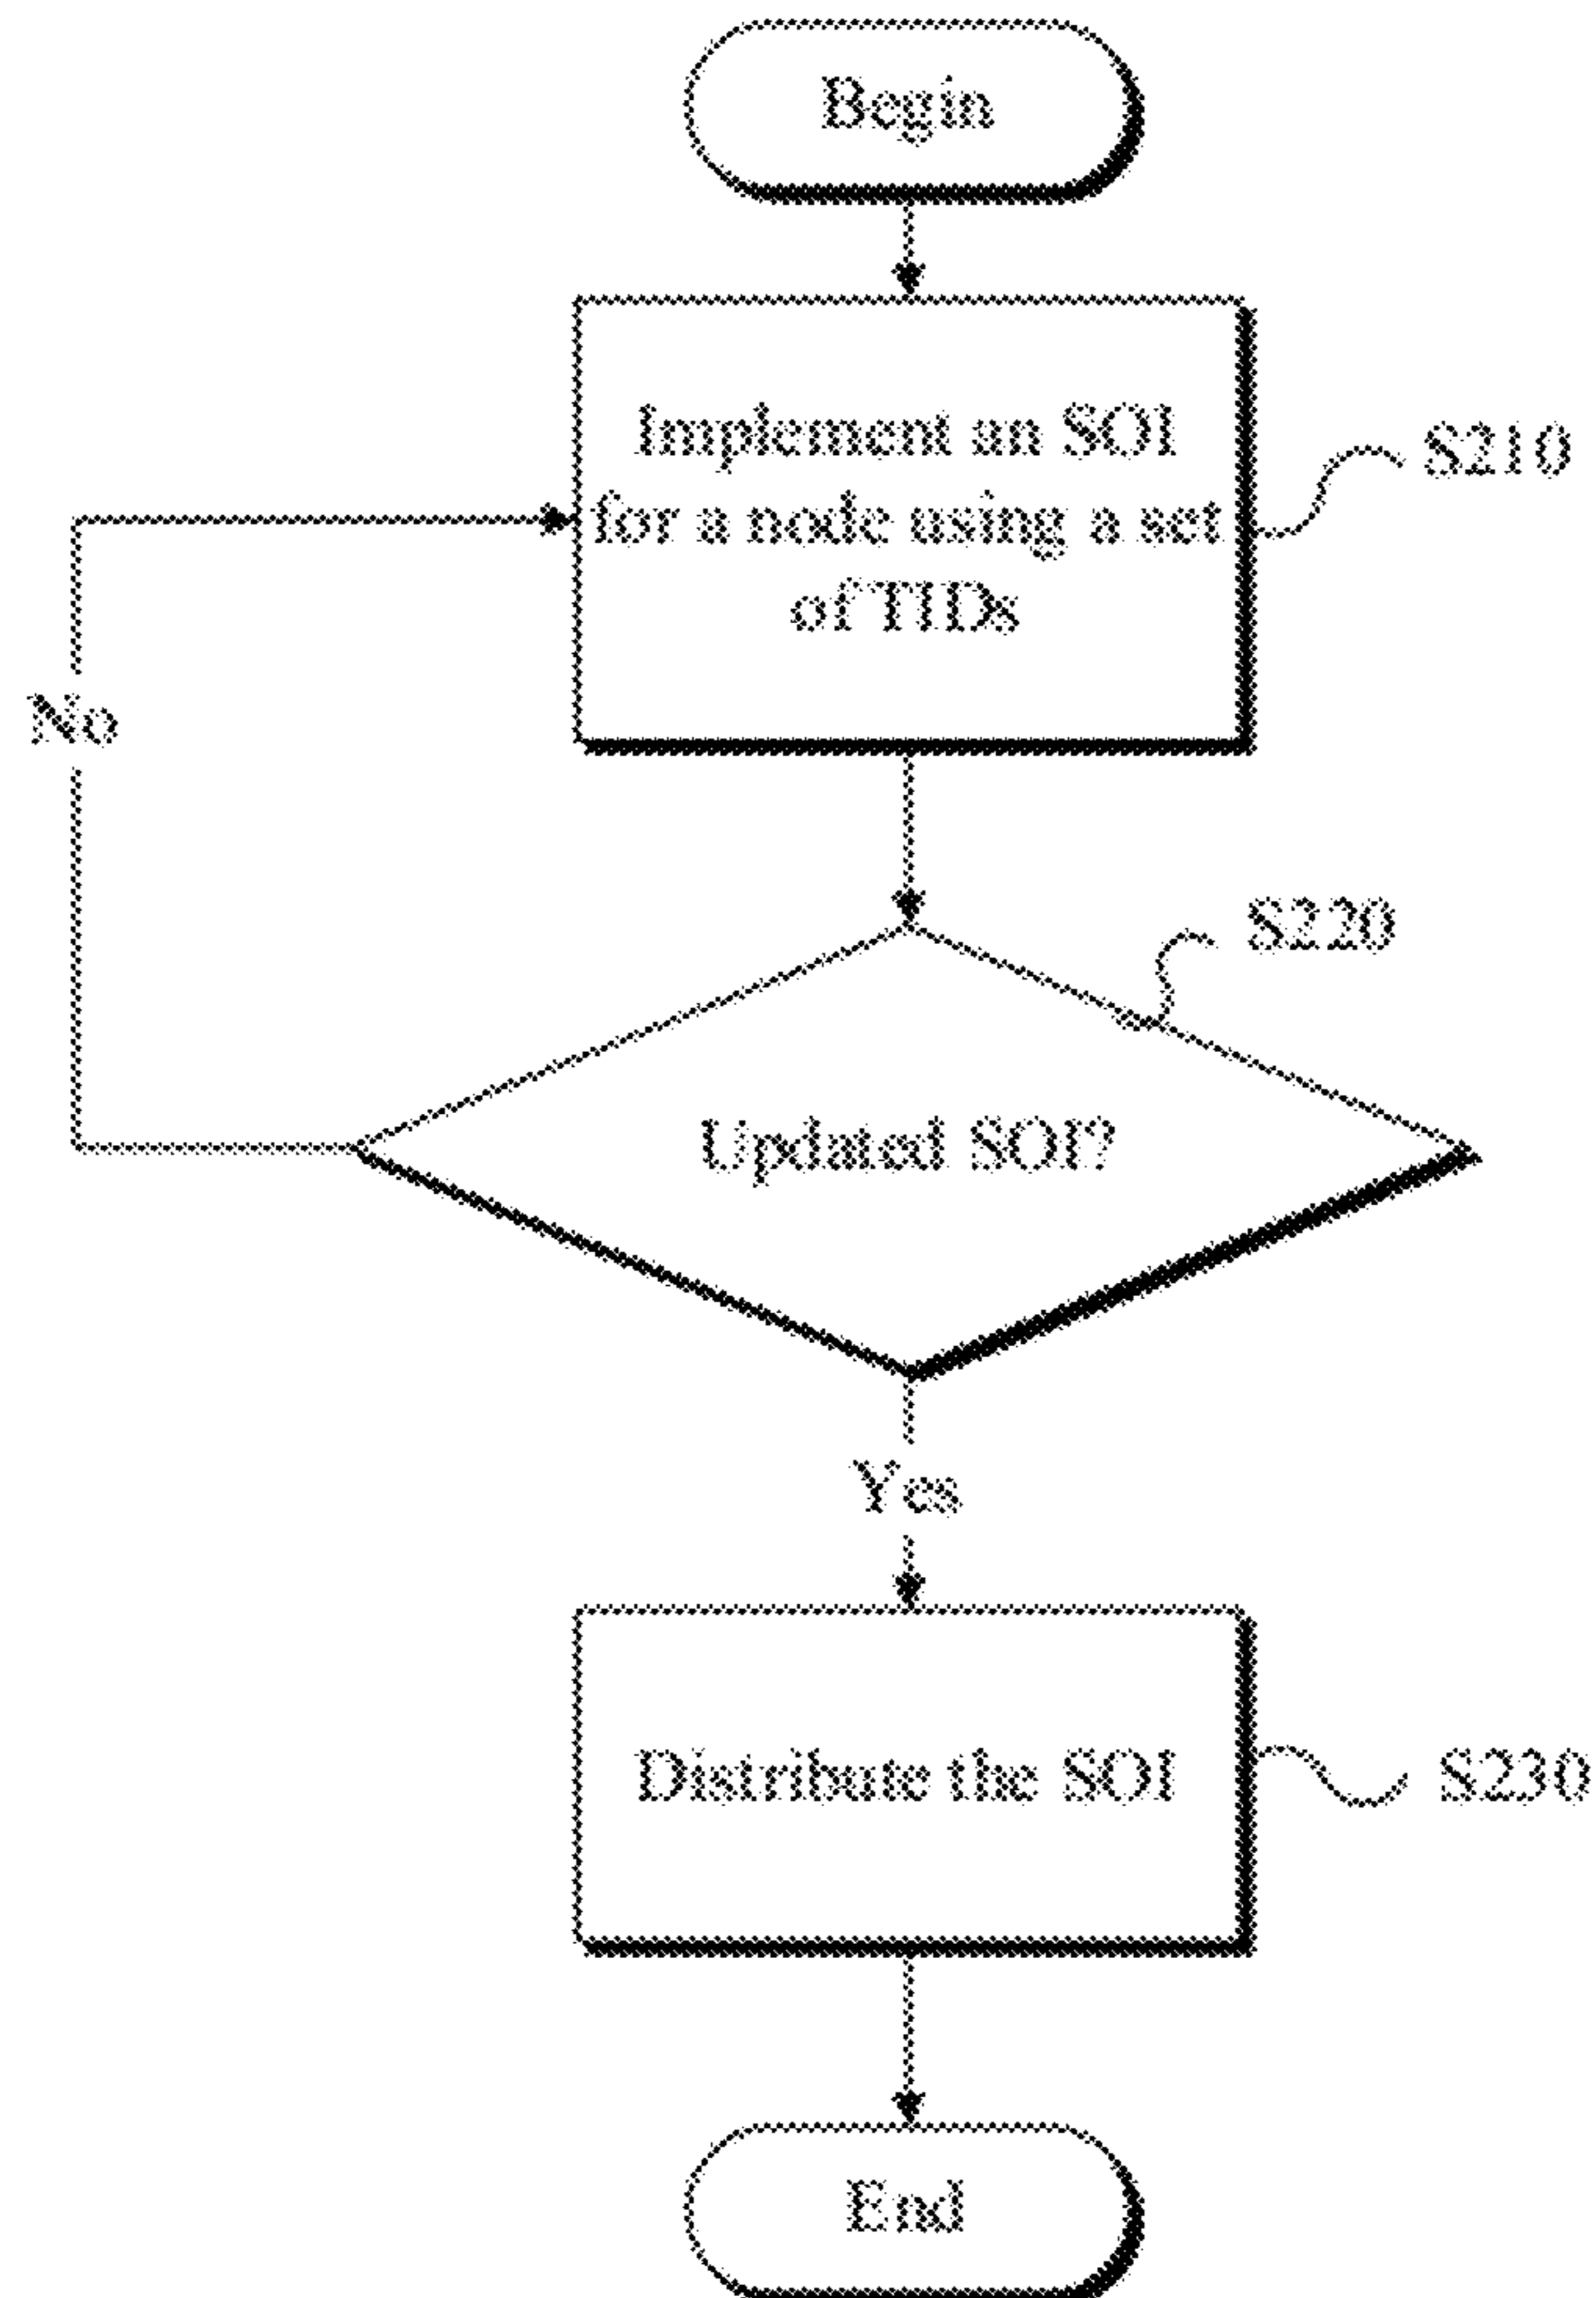 Begin
Implement an SOI
for a node using a set
of TIDs
S210
No
S220
Updated SOI?
Yes
Distribute the SOI
S230
End